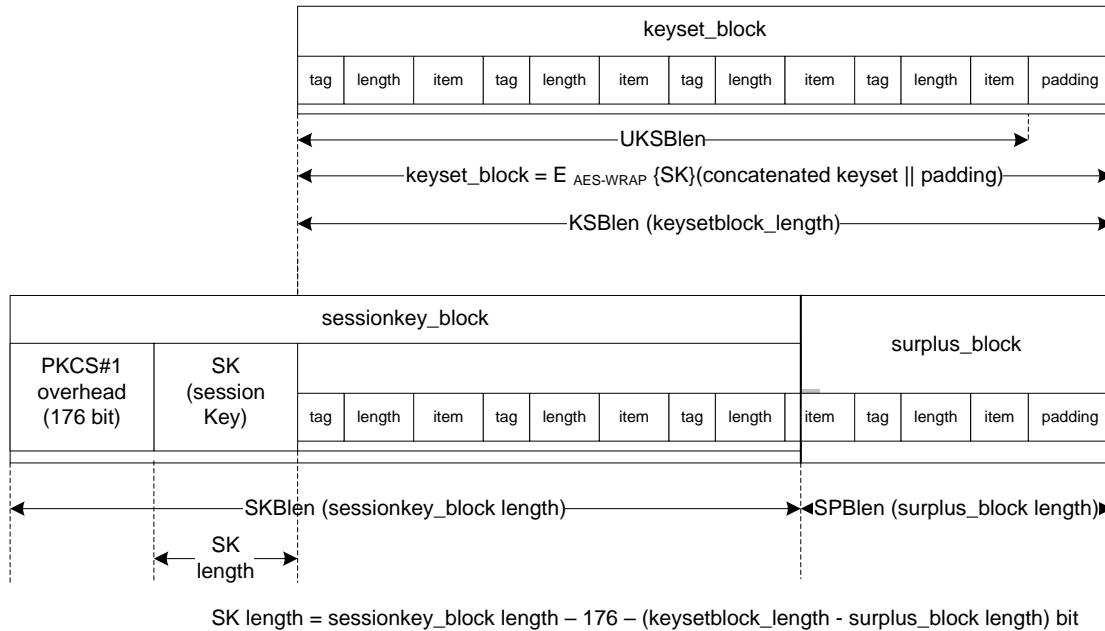 keyset_block
tag length item tag length item tag length item tag length item padding
UKSBlen
keyset_block = E AES-WRAP {SK}(concatenated keyset || padding)
KSBlen (keysetblock_length)
sessionkey_block
surplus_block
PKCS#1
overhead
(176 bit)
SK
(session
Key)
tag length item tag length item tag length item tag length item padding
SKBlen (sessionkey_block length)
SPBlen (surplus_block length)
SK
length
SK length = sessionkey_block length – 176 – (keysetblock_length - surplus_block length) bit